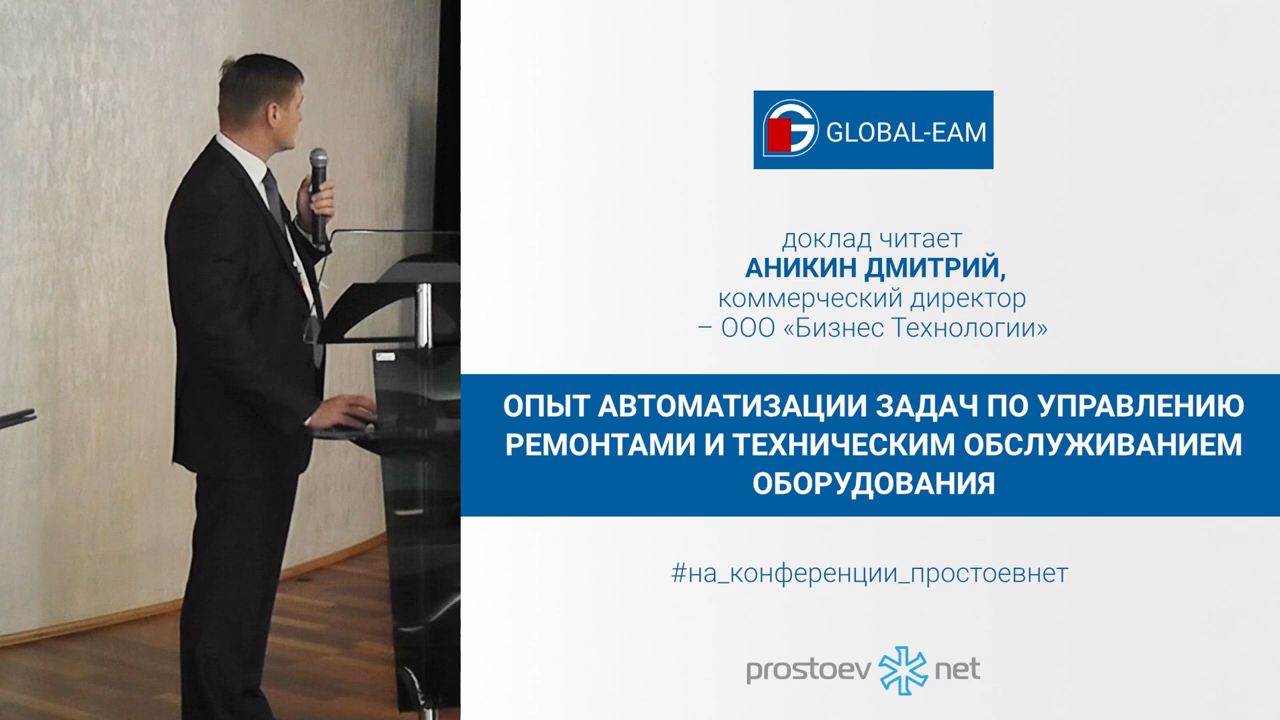 GLOBAL-EAM
доклад читает
АНИКИН ДМИТРИЙ,
коммерческий директор
– ООО «Бизнес Технологии»
ОПЫТ АВТОМАТИЗАЦИИ ЗАДАЧ ПО УПРАВЛЕНИЮ
РЕМОНТАМИ И ТЕХНИЧЕСКИМ ОБСЛУЖИВАНИЕМ
ОБОРУДОВАНИЯ
#на_конференции_простоевнет
prostoev net